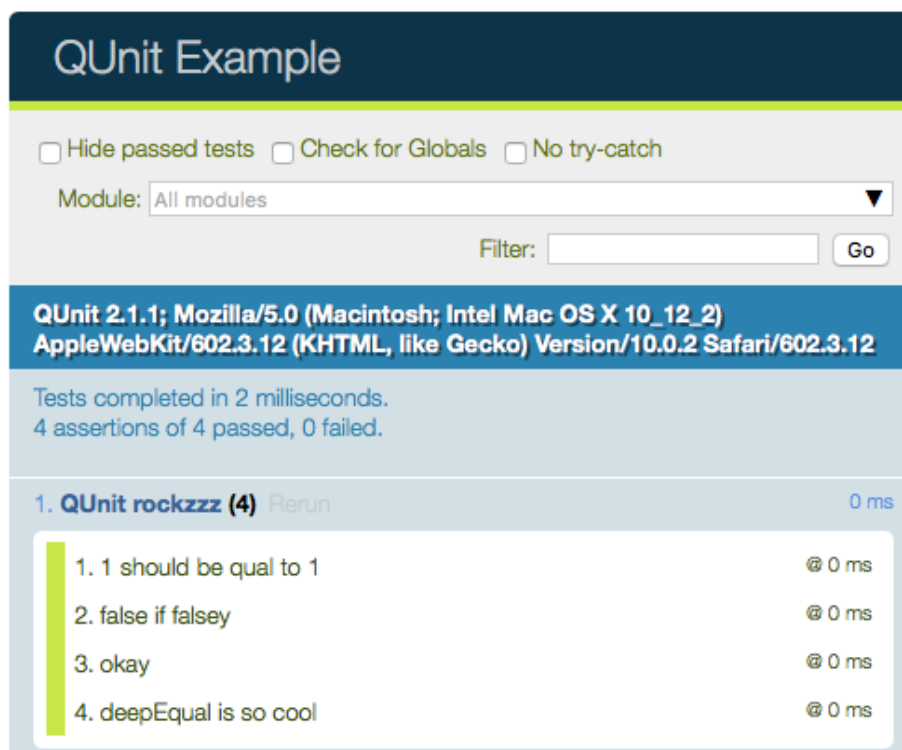 QUnit Example
Hide passed tests Check for Globals No try-catch
Module: All modules
Filter: Go
QUnit 2.1.1; Mozilla/5.0 (Macintosh; Intel Mac OS X 10_12_2)
AppleWebKit/602.3.12 (KHTML, like Gecko) Version/10.0.2 Safari/602.3.12
Tests completed in 2 milliseconds.
4 assertions of 4 passed, 0 failed.
1. QUnit rockzzz (4) Rerun 0 ms
1. 1 should be qual to 1 @ 0 ms
2. false if falsey @ 0 ms
3. okay @ 0 ms
4. deepEqual is so cool @ 0 ms